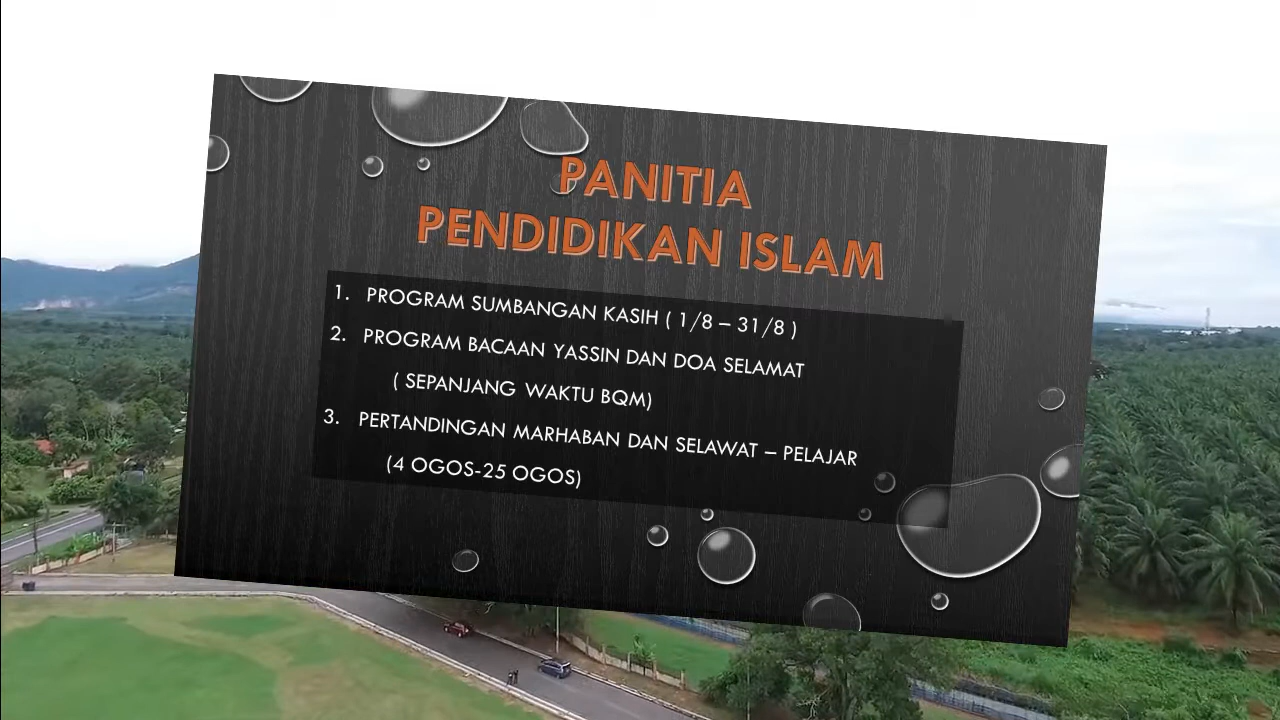 PANITIA
PENDIDIKAN ISLAM
1. PROGRAM SUMBANGAN KASIH ( 1/8 – 31/8 )
2. PROGRAM BACAAN YASSIN DAN DOA SELAMAT
( SEPANJANG WAKTU BQM)
3. PERTANDINGAN MARHABAN DAN SELAWAT – PELAJAR
(4 OGOS-25 OGOS)